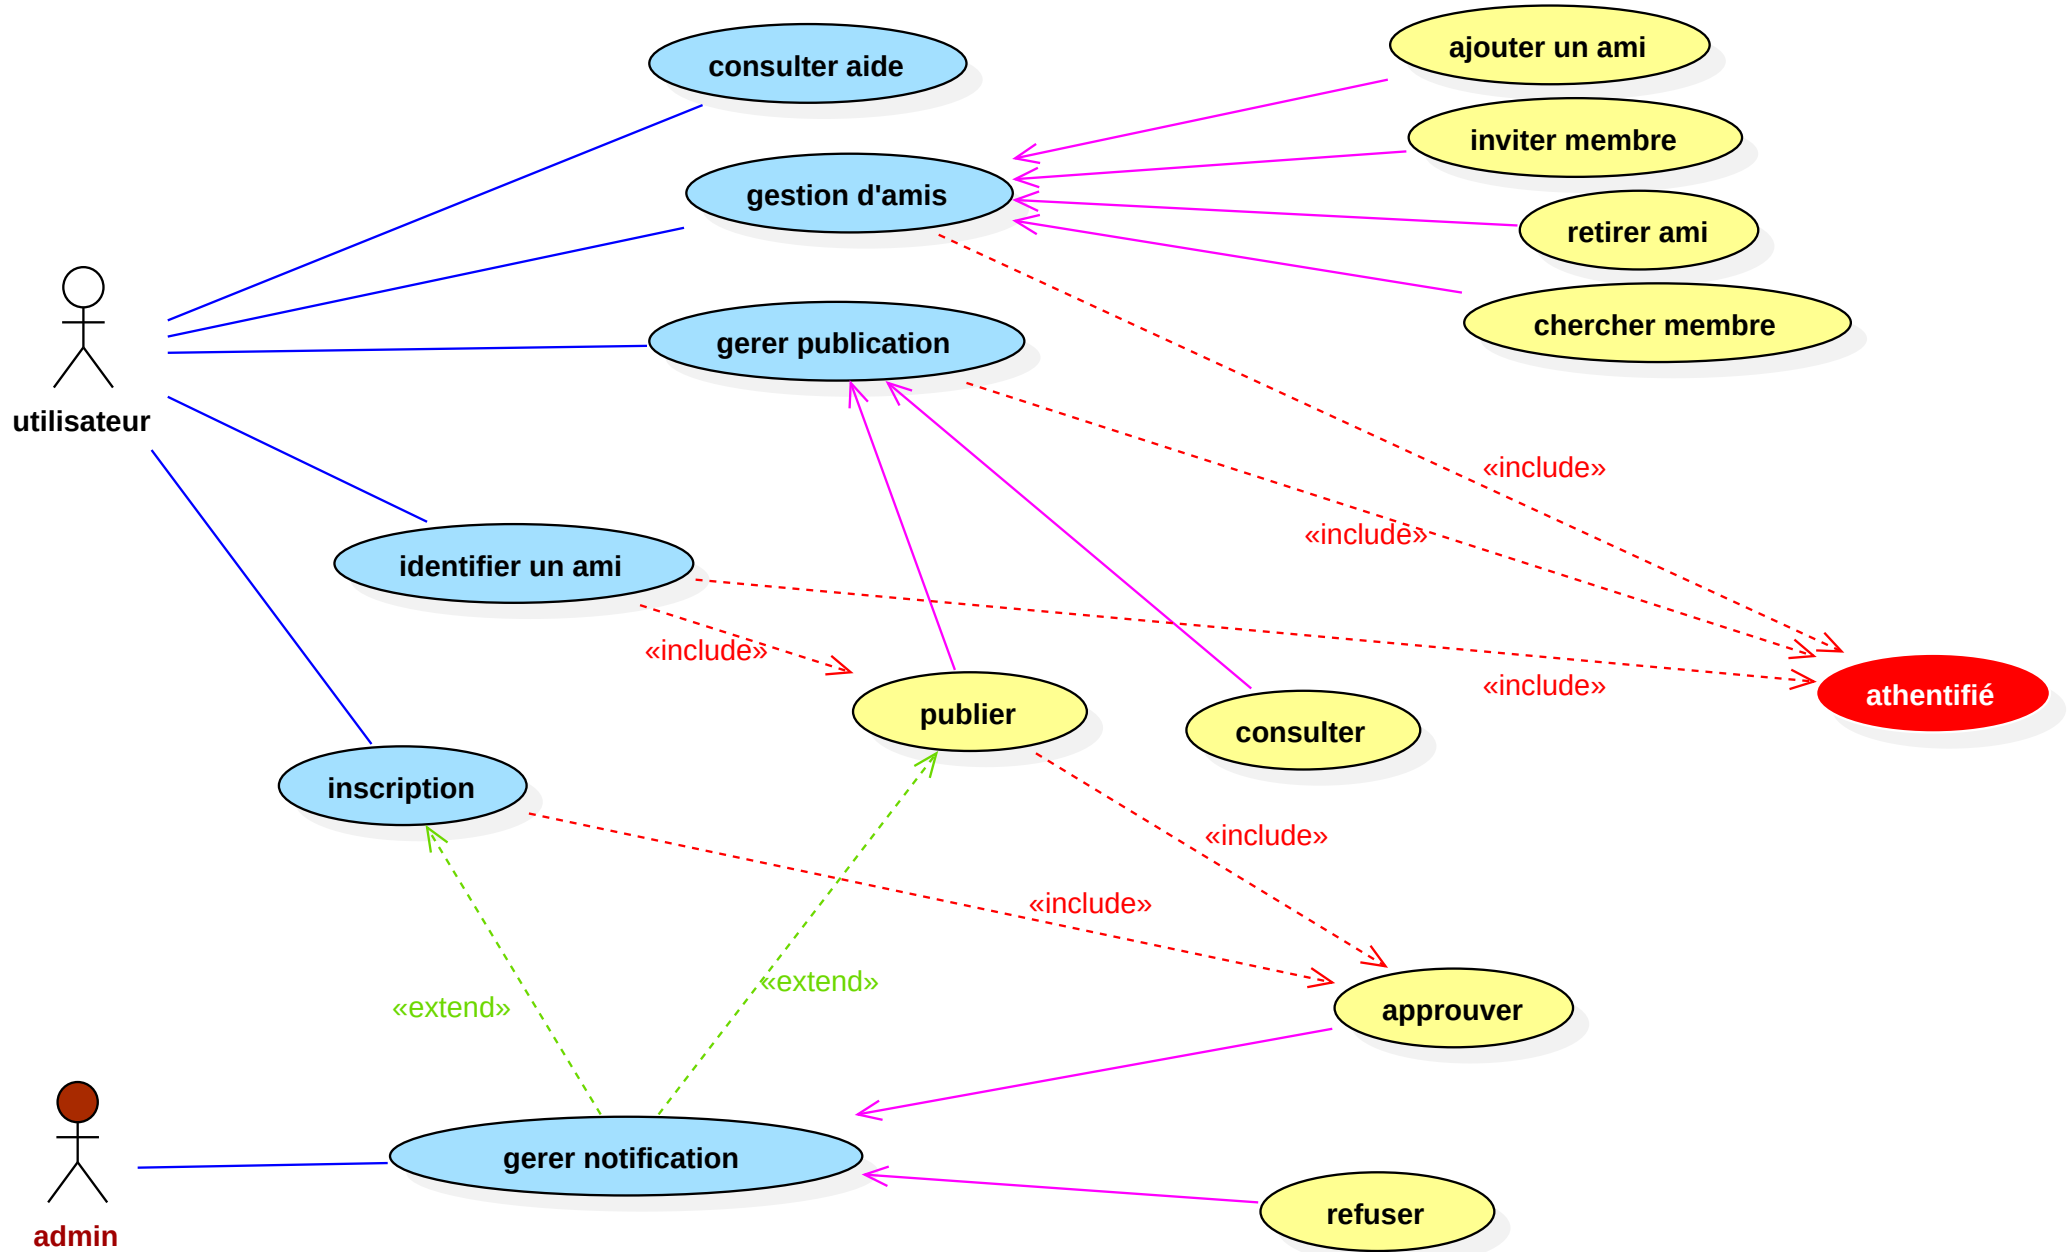 consulter aide
ajouter un ami
inviter membre
gestion d'amis
retirer ami
chercher membre
gerer publication
utilisateur
«include»
«include»
identifier un ami
«include»
«include»
athentifié
publier
consulter
inscription
«include»
«include»
«extend»
«extend»
approuver
gerer notification
refuser
admin